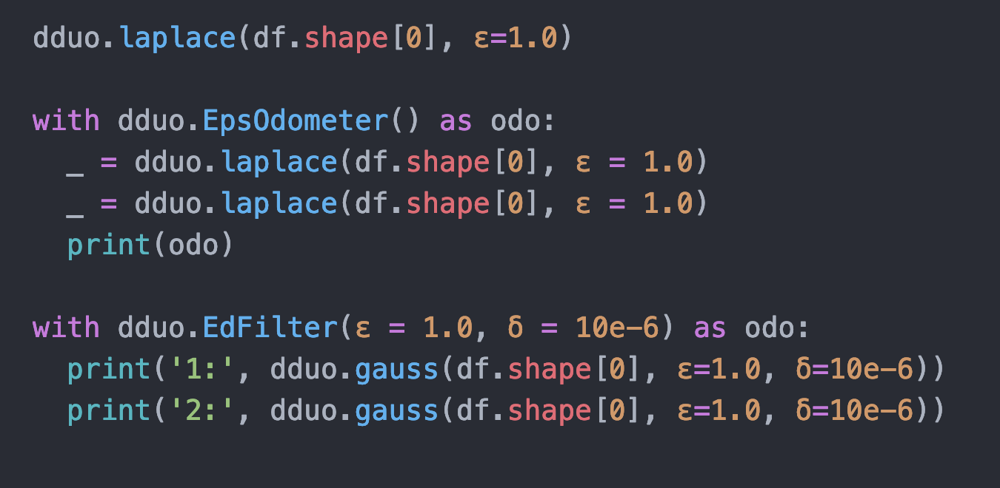 dduo.laplace(df.shape[0], ε=1.0)

with dduo.EpsOdometer() as odo:
  _ = dduo.laplace(df.shape[0], ε = 1.0)
  _ = dduo.laplace(df.shape[0], ε = 1.0)
  print(odo)

with dduo.EdFilter(ε = 1.0, δ = 10e-6) as odo:
  print('1:', dduo.gauss(df.shape[0], ε=1.0, δ=10e-6))
  print('2:', dduo.gauss(df.shape[0], ε=1.0, δ=10e-6))